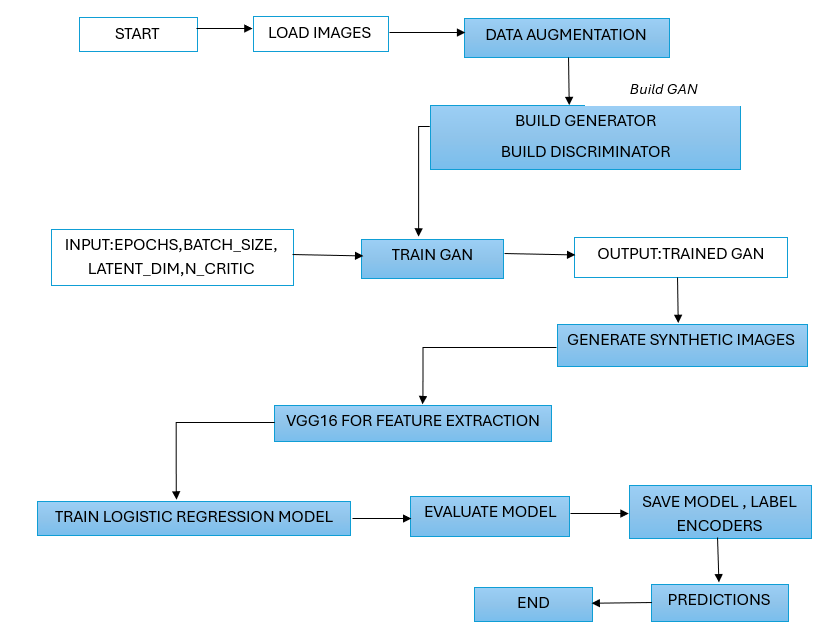 START
LOAD IMAGES
DATA AUGMENTATION
Build GAN
BUILD GENERATOR
BUILD DISCRIMINATOR
INPUT:EPOCHS,BATCH_SIZE,
LATENT_DIM,N_CRITIC
TRAIN GAN
OUTPUT:TRAINED GAN
GENERATE SYNTHETIC IMAGES
VGG16 FOR FEATURE EXTRACTION
TRAIN LOGISTIC REGRESSION MODEL
EVALUATE MODEL
SAVE MODEL , LABEL
ENCODERS
PREDICTIONS
END